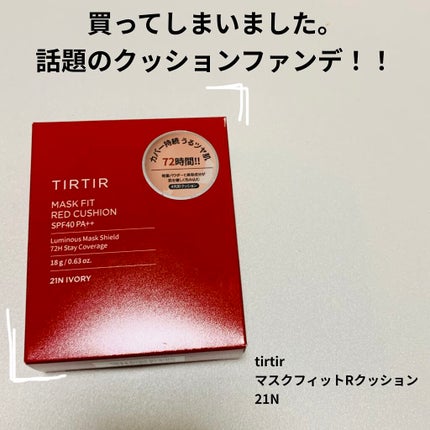 買ってしまいました。
話題のクッションファンデ！！
カバー持続 うるツヤ肌
72時間!!
TIRTIR
MASK FIT
RED CUSHION
SPF40 PA++
Luminous Mask Shield
72H Stay Coverage
18 g / 0.63 oz.
21N IVORY
tirtir
マスクフィットRクッション
21N